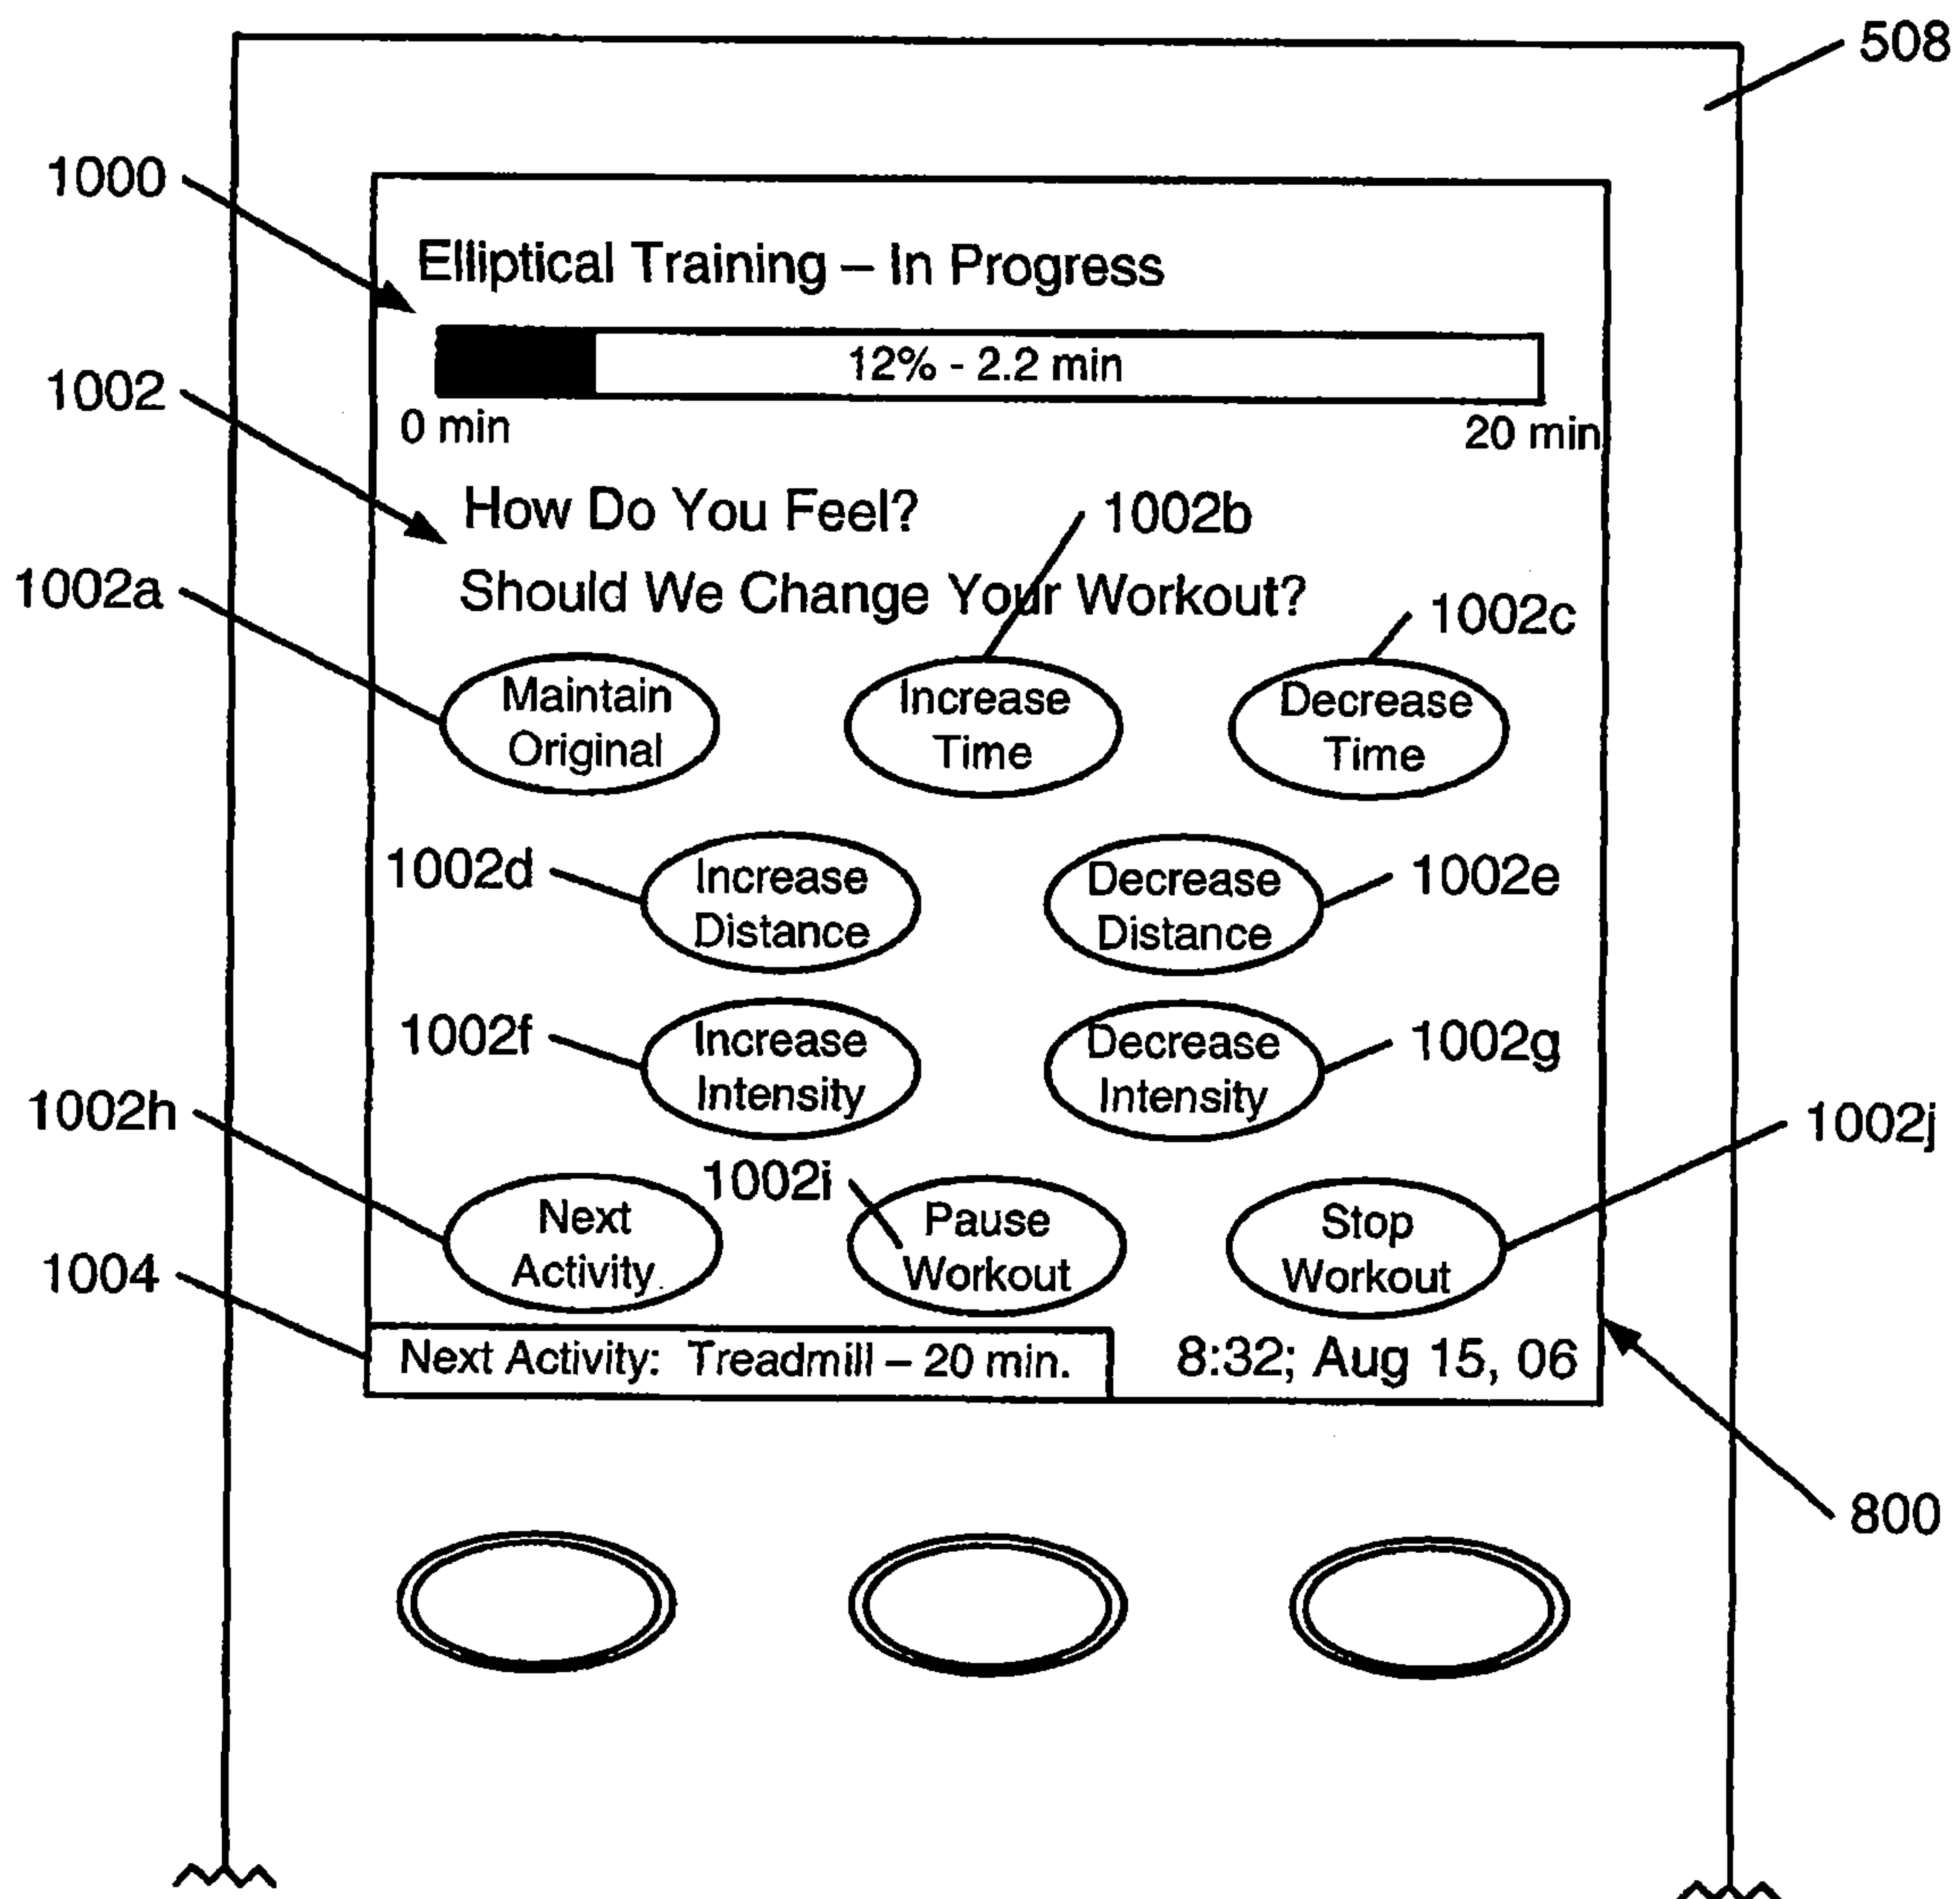 508
1000
Elliptical Training – In Progress
12% - 2.2 min
0 min
20 min
1002
How Do You Feel?
1002b
Should We Change Your Workout?
1002a
1002c
Maintain
Original
Increase
Time
Decrease
Time
1002d
Increase
Distance
Decrease
Distance
1002e
1002f
Increase
Intensity
Decrease
Intensity
1002g
1002h
1002j
1002i
Next
Activity
Pause
Workout
Stop
Workout
1004
Next Activity: Treadmill – 20 min.
8:32; Aug 15, 06
800